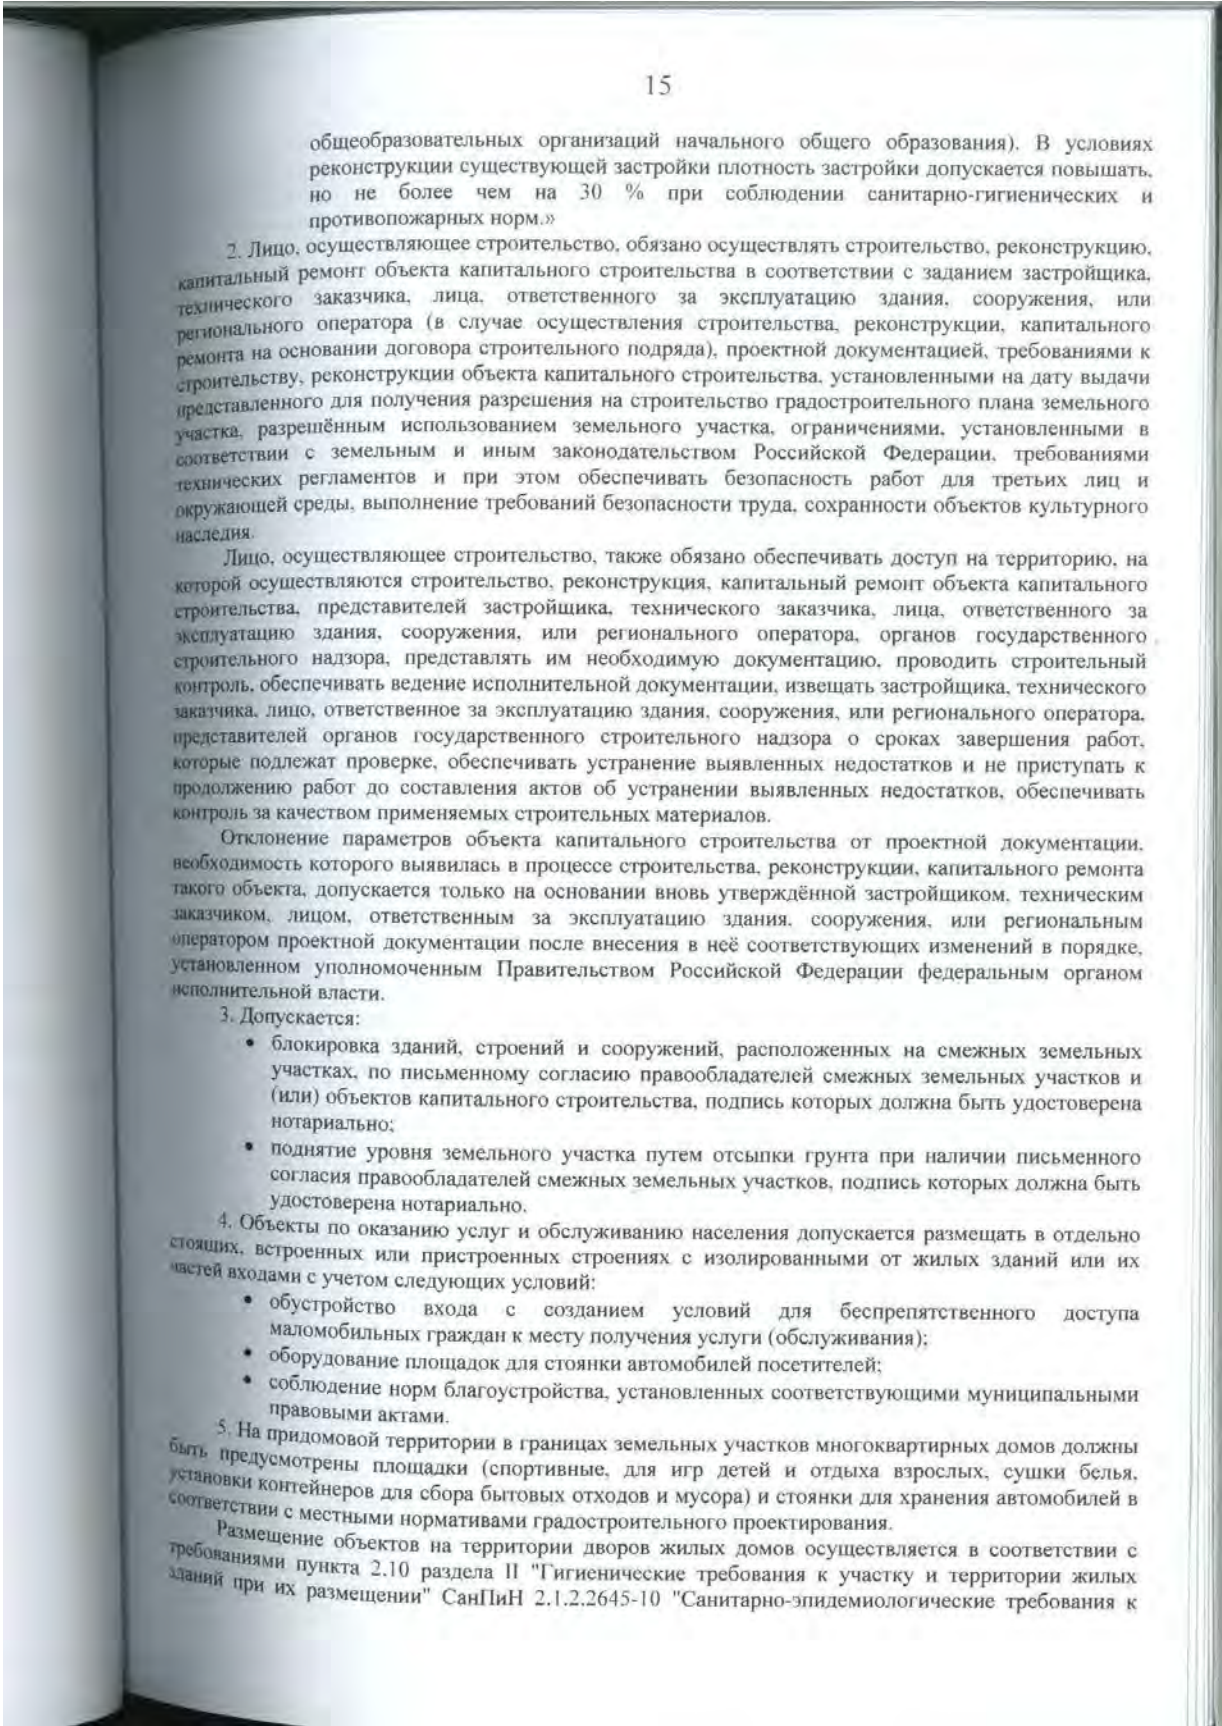 15
общеобразовательных организаций начального общего образования). В условиях
реконструкции существующей застройки плотность застройки допускается повышать,
но не более чем на 30 % при соблюдении санитарно-гигиенических и
противопожарных норм.»
2. Лицо, осуществляющее строительство, обязано осуществлять строительство, реконструкцию,
капитальный ремонт объекта капитального строительства в соответствии с заданием застройщика,
технического заказчика, лица, ответственного за эксплуатацию здания, сооружения, или
регионального оператора (в случае осуществления строительства, реконструкции, капитального
ремонта на основании договора строительного подряда), проектной документацией, требованиями к
строительству, реконструкции объекта капитального строительства, установленными на дату выдачи
представленного для получения разрешения на строительство градостроительного плана земельного
участка, разрешённым использованием земельного участка, ограничениями, установленными в
соответствии с земельным и иным законодательством Российской Федерации, требованиями
технических регламентов и при этом обеспечивать безопасность работ для третьих лиц и
окружающей среды, выполнение требований безопасности труда, сохранности объектов культурного
наследия.
Лицо, осуществляющее строительство, также обязано обеспечивать доступ на территорию, на
которой осуществляются строительство, реконструкция, капитальный ремонт объекта капитального
строительства, представителей застройщика, технического заказчика, лица, ответственного за
эксплуатацию здания, сооружения, или регионального оператора, органов государственного
строительного надзора, представлять им необходимую документацию, проводить строительный
контроль, обеспечивать ведение исполнительной документации, извещать застройщика, технического
заказчика, лицо, ответственное за эксплуатацию здания, сооружения, или регионального оператора,
представителей органов государственного строительного надзора о сроках завершения работ,
которые подлежат проверке, обеспечивать устранение выявленных недостатков и не приступать к
продолжению работ до составления актов об устранении выявленных недостатков, обеспечивать
контроль за качеством применяемых строительных материалов.
Отклонение параметров объекта капитального строительства от проектной документации,
необходимость которого выявилась в процессе строительства, реконструкции, капитального ремонта
такого объекта, допускается только на основании вновь утверждённой застройщиком, техническим
заказчиком, лицом, ответственным за эксплуатацию здания, сооружения, или региональным
оператором проектной документации после внесения в неё соответствующих изменений в порядке,
установленном уполномоченным Правительством Российской Федерации федеральным органом
исполнительной власти.
3. Допускается:
• блокировка зданий, строений и сооружений, расположенных на смежных земельных
участках, по письменному согласию правообладателей смежных земельных участков и
(или) объектов капитального строительства, подпись которых должна быть удостоверена
нотариально;
• поднятие уровня земельного участка путем отсыпки грунта при наличии письменного
согласия правообладателей смежных земельных участков, подпись которых должна быть
удостоверена нотариально.
4. Объекты по оказанию услуг и обслуживанию населения допускается размещать в отдельно
стоящих, встроенных или пристроенных строениях с изолированными от жилых зданий или их
частей входами с учетом следующих условий:
• обустройство входа с созданием условий для беспрепятственного доступа
маломобильных граждан к месту получения услуги (обслуживания);
• оборудование площадок для стоянки автомобилей посетителей;
• соблюдение норм благоустройства, установленных соответствующими муниципальными
правовыми актами.
5. На придомовой территории в границах земельных участков многоквартирных домов должны
быть предусмотрены площадки (спортивные, для игр детей и отдыха взрослых, сушки белья,
установки контейнеров для сбора бытовых отходов и мусора) и стоянки для хранения автомобилей в
соответствии с местными нормативами градостроительного проектирования.
Размещение объектов на территории дворов жилых домов осуществляется в соответствии с
требованиями пункта 2.10 раздела II "Гигиенические требования к участку и территории жилых
зданий при их размещении" СанПиН 2.1.2.2645-10 "Санитарно-эпидемиологические требования к